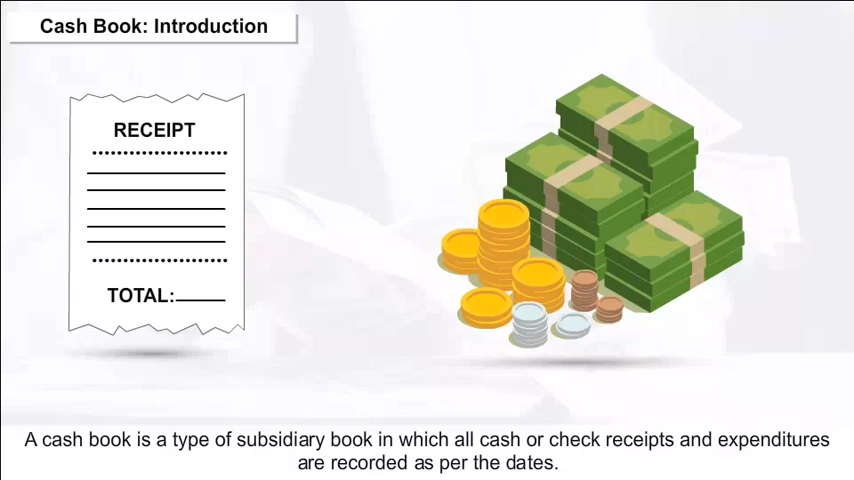 Cash Book: Introduction
RECEIPT
TOTAL:
A cash book is a type of subsidiary book in which all cash or check receipts and expenditures
are recorded as per the dates.